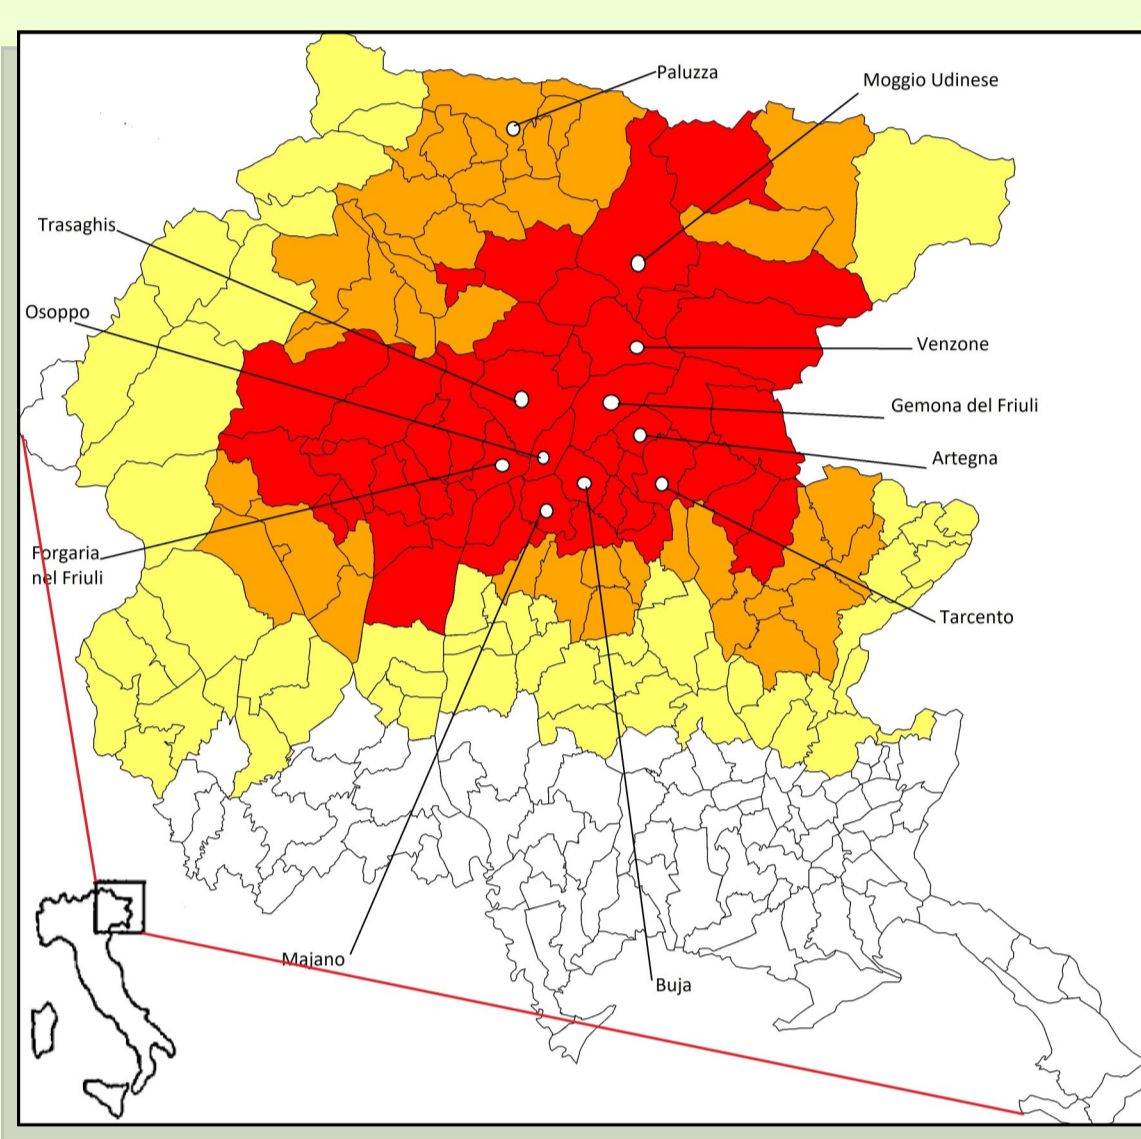 Paluzza
Moggio Udinese
Trasaghis
Osoppo
Venzone
Gemona del Friuli
Artegna
Forgaria
nel Friuli
Tarcento
Majano
Buja